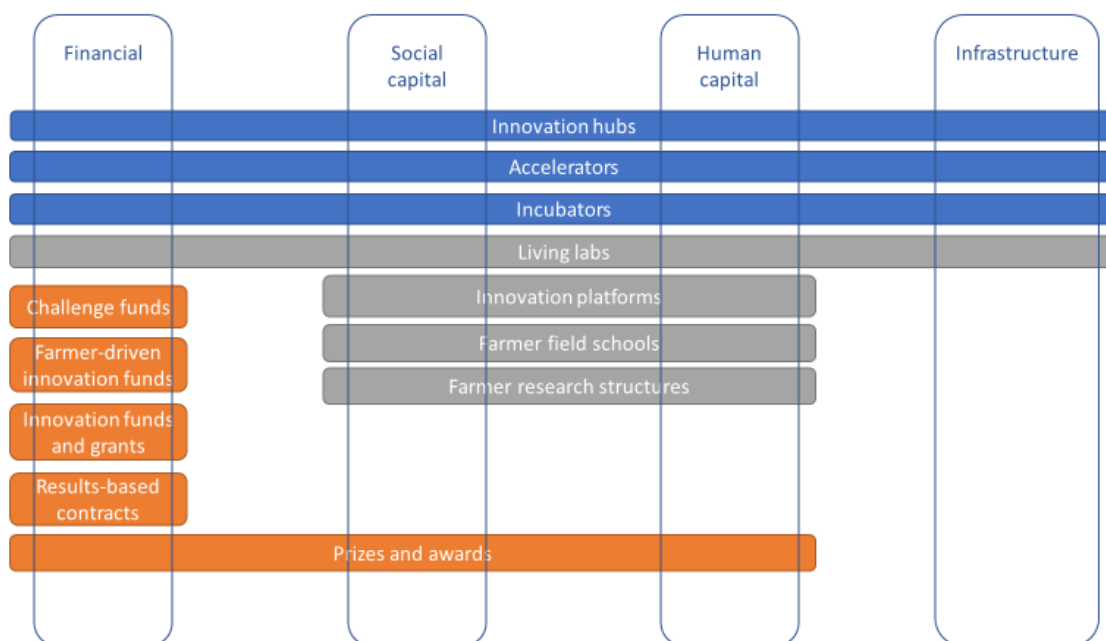 Financial
Social
capital
Human
capital
Infrastructure
Innovation hubs
Accelerators
Incubators
Living labs
Challenge funds
Innovation platforms
Farmer-driven
innovation funds
Farmer field schools
Farmer research structures
Innovation funds
and grants
Results-based
contracts
Prizes and awards